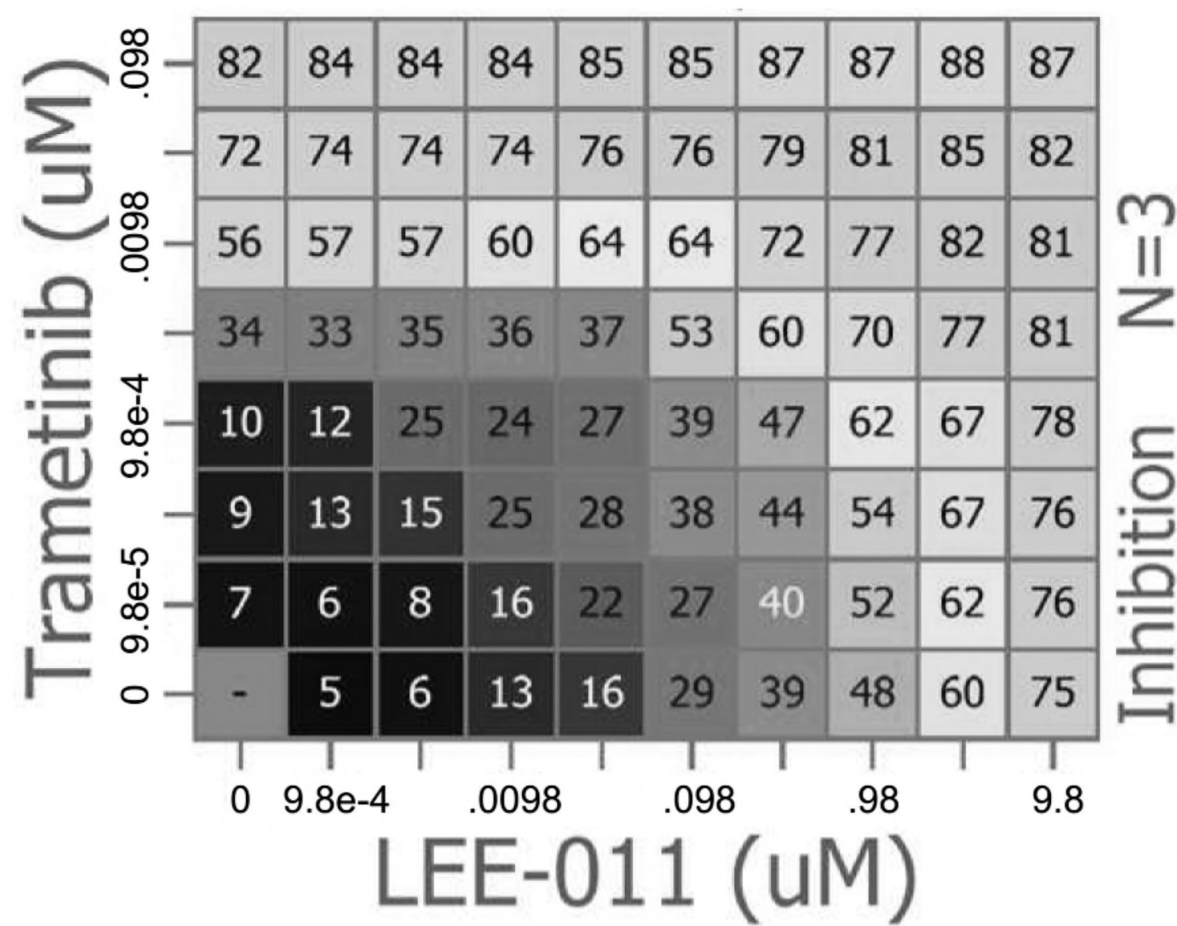 Trametinib (uM)
.098 82 84 84 84 85 85 87 87 88 87
72 74 74 74 76 76 79 81 85 82
.0098 56 57 57 60 64 64 72 77 82 81
34 33 35 36 37 53 60 70 77 81
9.8e-4 10 12 25 24 27 39 47 62 67 78
9 13 15 25 28 38 44 54 67 76
9.8e-5 7 6 8 16 22 27 40 52 62 76
0 - 5 6 13 16 29 39 48 60 75
0 9.8e-4 .0098 .098 .98 9.8
LEE-011 (uM)
Inhibition N=3